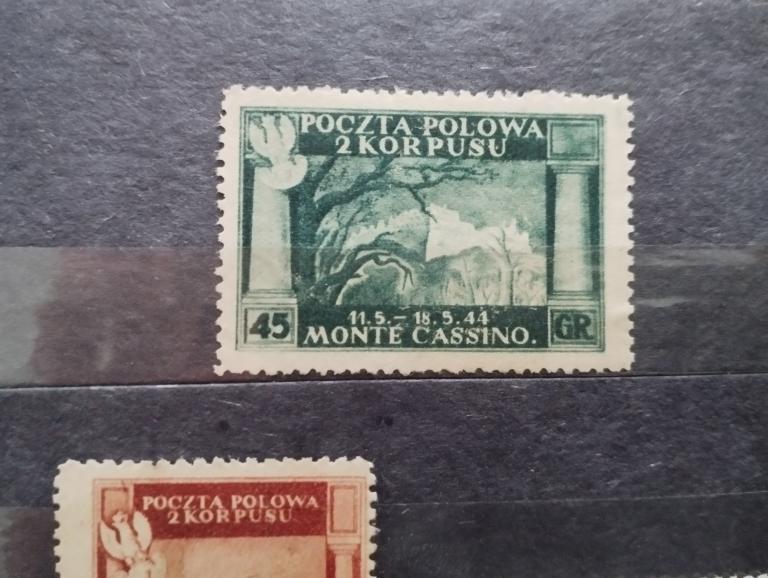 POCZTA POLOWA
2 KORPUSU
45
11.5.-18.5.44
MONTE CASSINO.
GR
POCZTA POLOWA
2 KORPUSU